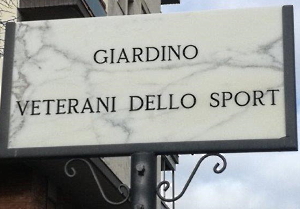 GIARDINO
VETERANI DELLO SPORT